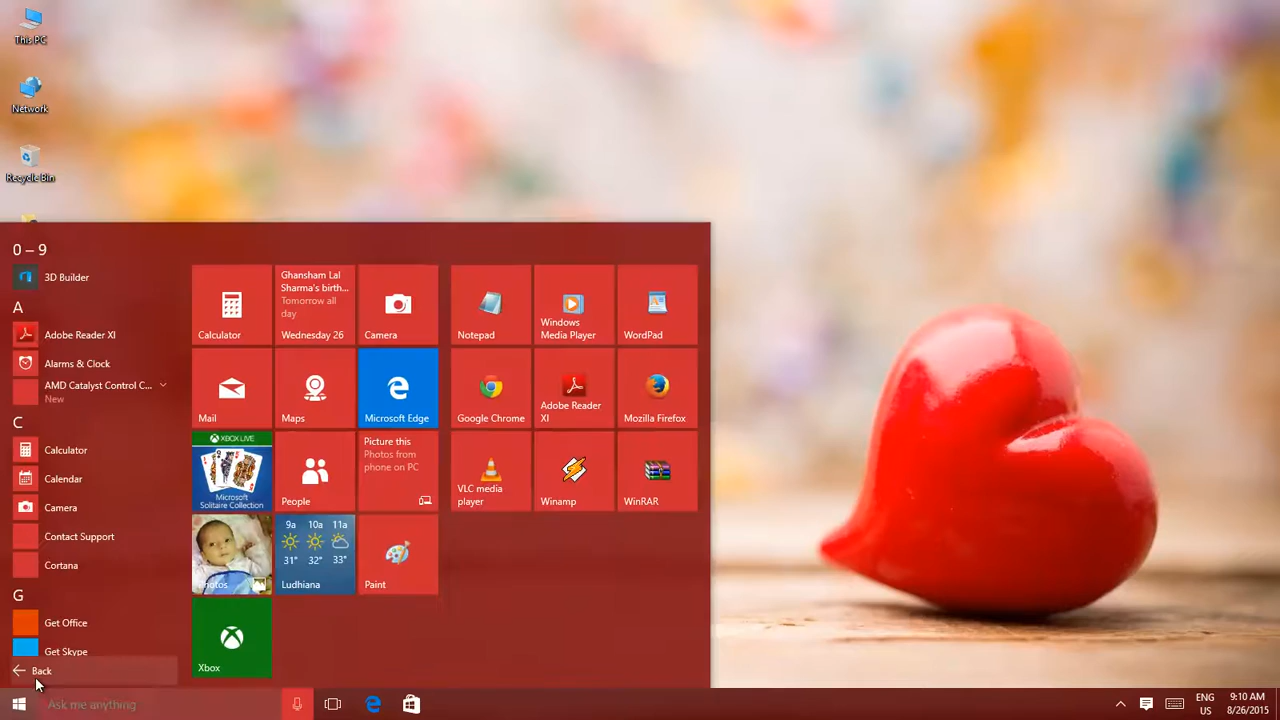 This PC
Network
Recycle Bin
0 – 9
3D Builder
A
Adobe Reader XI
Alarms & Clock
AMD Catalyst Control C...
New
C
Calculator
Calendar
Camera
Contact Support
Cortana
G
Get Office
Get Skype
Back
Calculator
Ghansham Lal
Sharma's birth...
Tomorrow all
day
Wednesday 26
Camera
Mail
Maps
Microsoft Edge
XBOX LIVE
Microsoft
Solitaire Collection
People
Picture this
Photos from
phone on PC
Photos
9a 10a 11a
31° 32° 33°
Ludhiana
Paint
Xbox
Notepad
Windows
Media Player
WordPad
Google Chrome
Adobe Reader
XI
Mozilla Firefox
VLC media
player
Winamp
WinRAR
Ask me anything
ENG
US
9:10 AM
8/26/2015